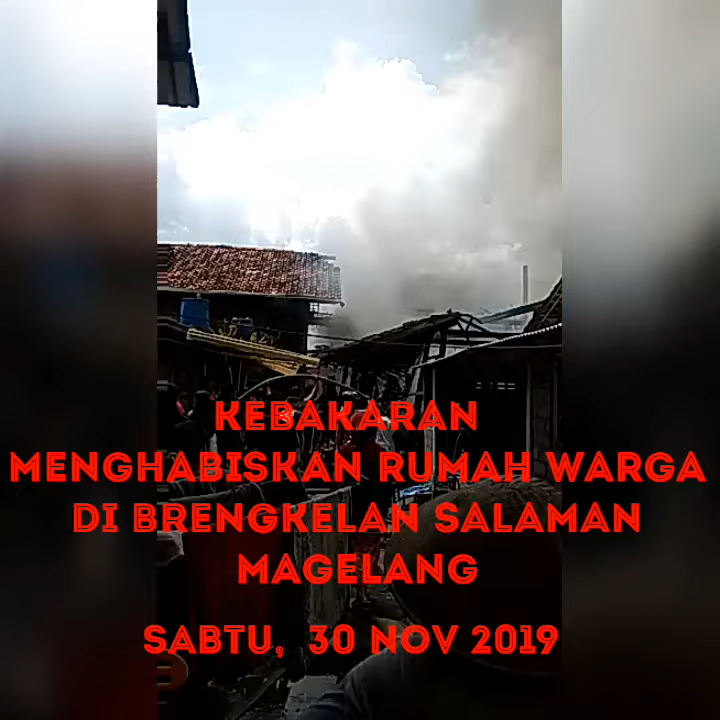 KEBAKARAN
MENGHABISKAN RUMAH WARGA
DI BRENGKELAN SALAMAN
MAGELANG
SABTU, 30 NOV 2019